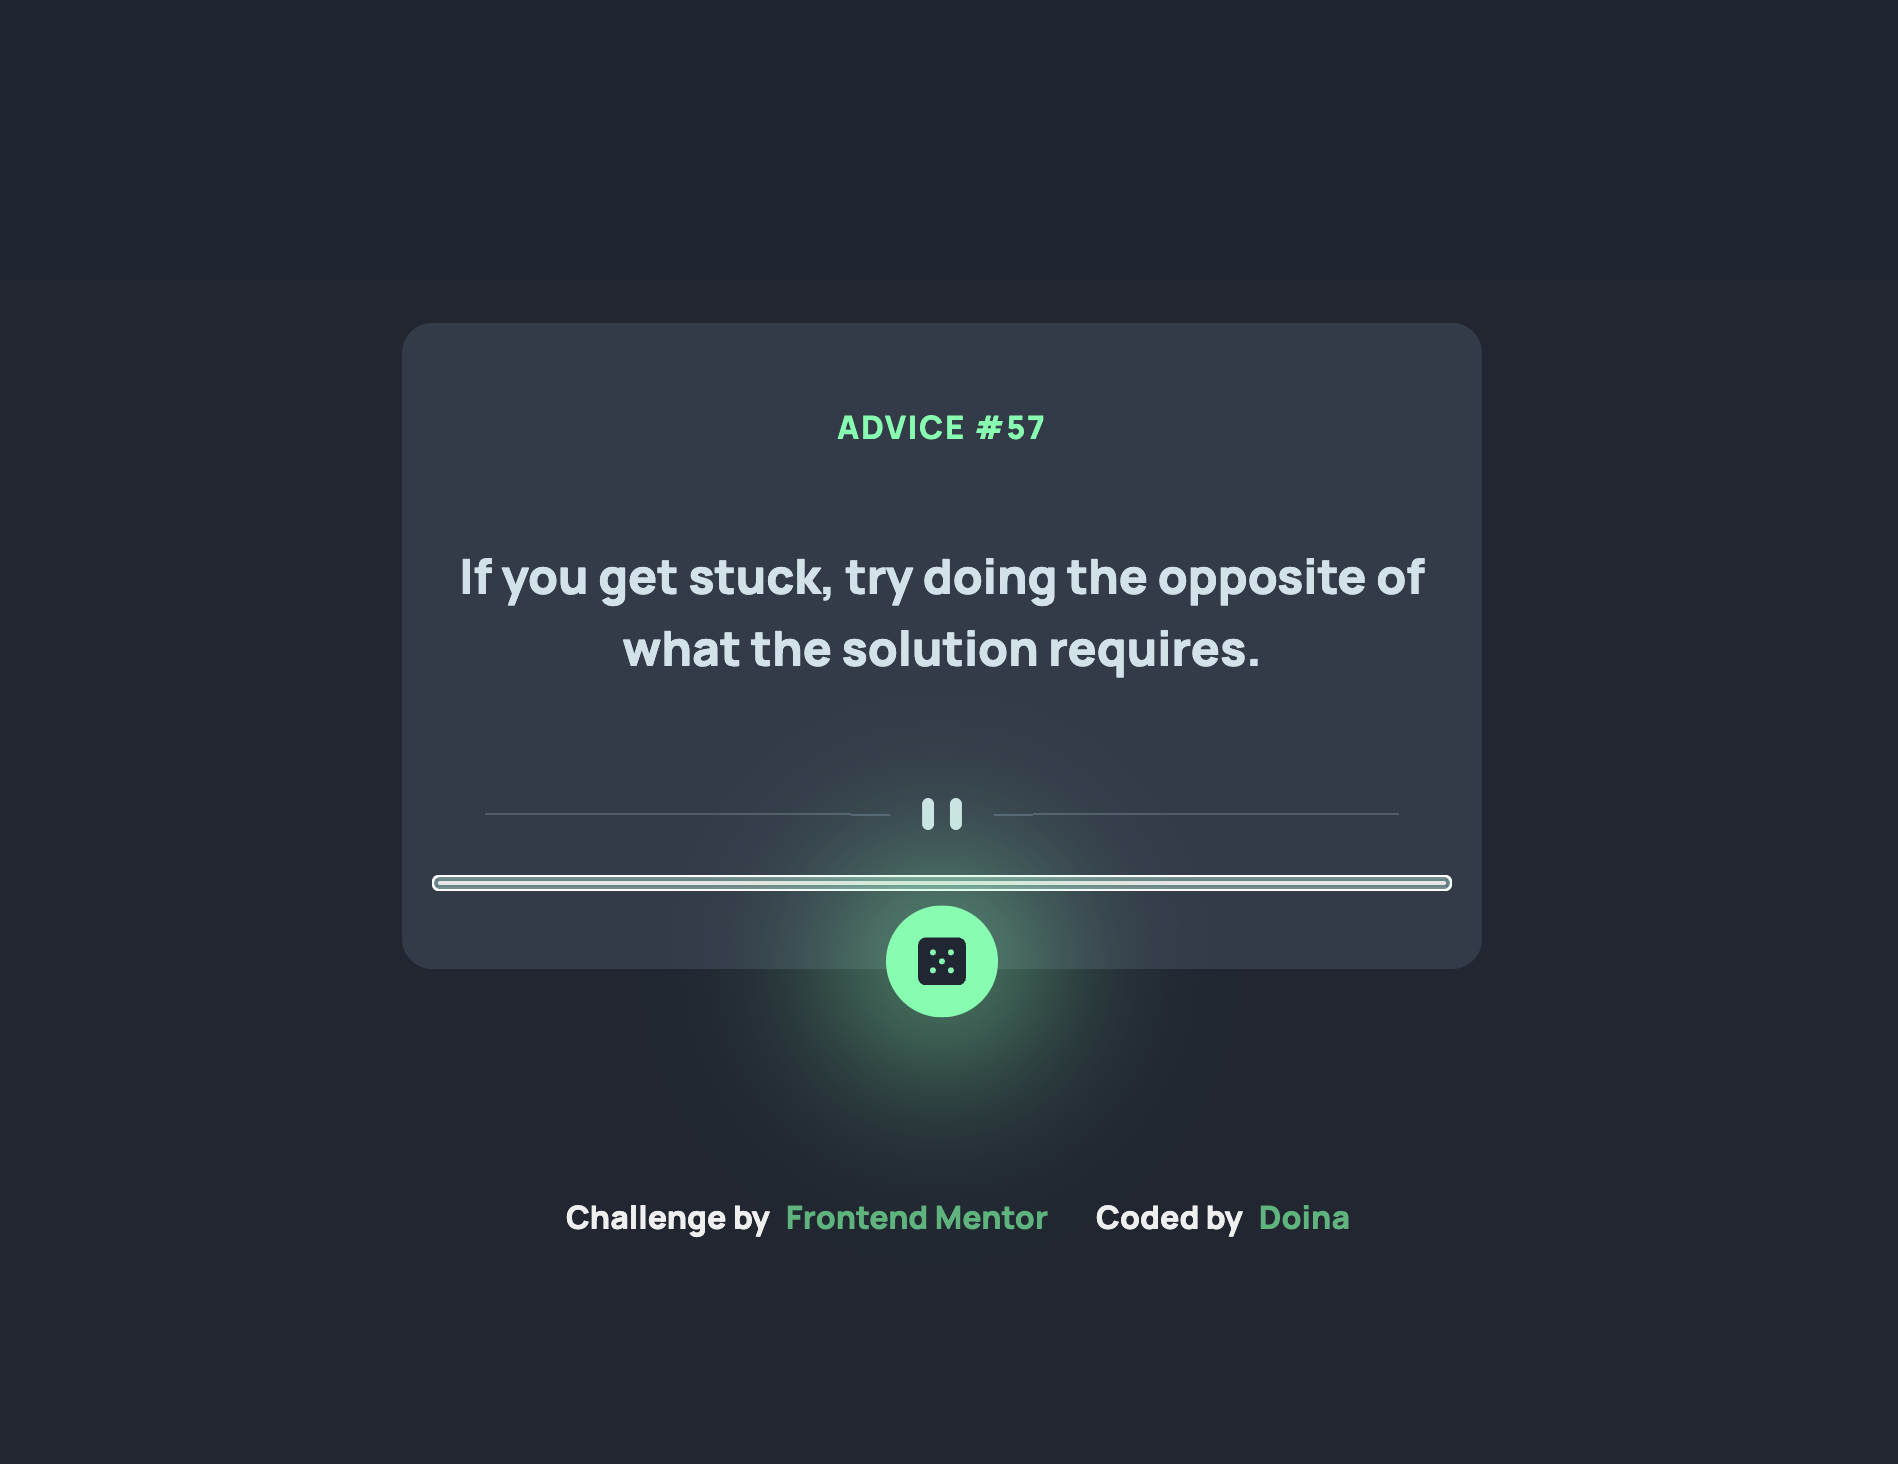 ADVICE #57
If you get stuck, try doing the opposite of
what the solution requires.
Challenge by Frontend Mentor Coded by Doina